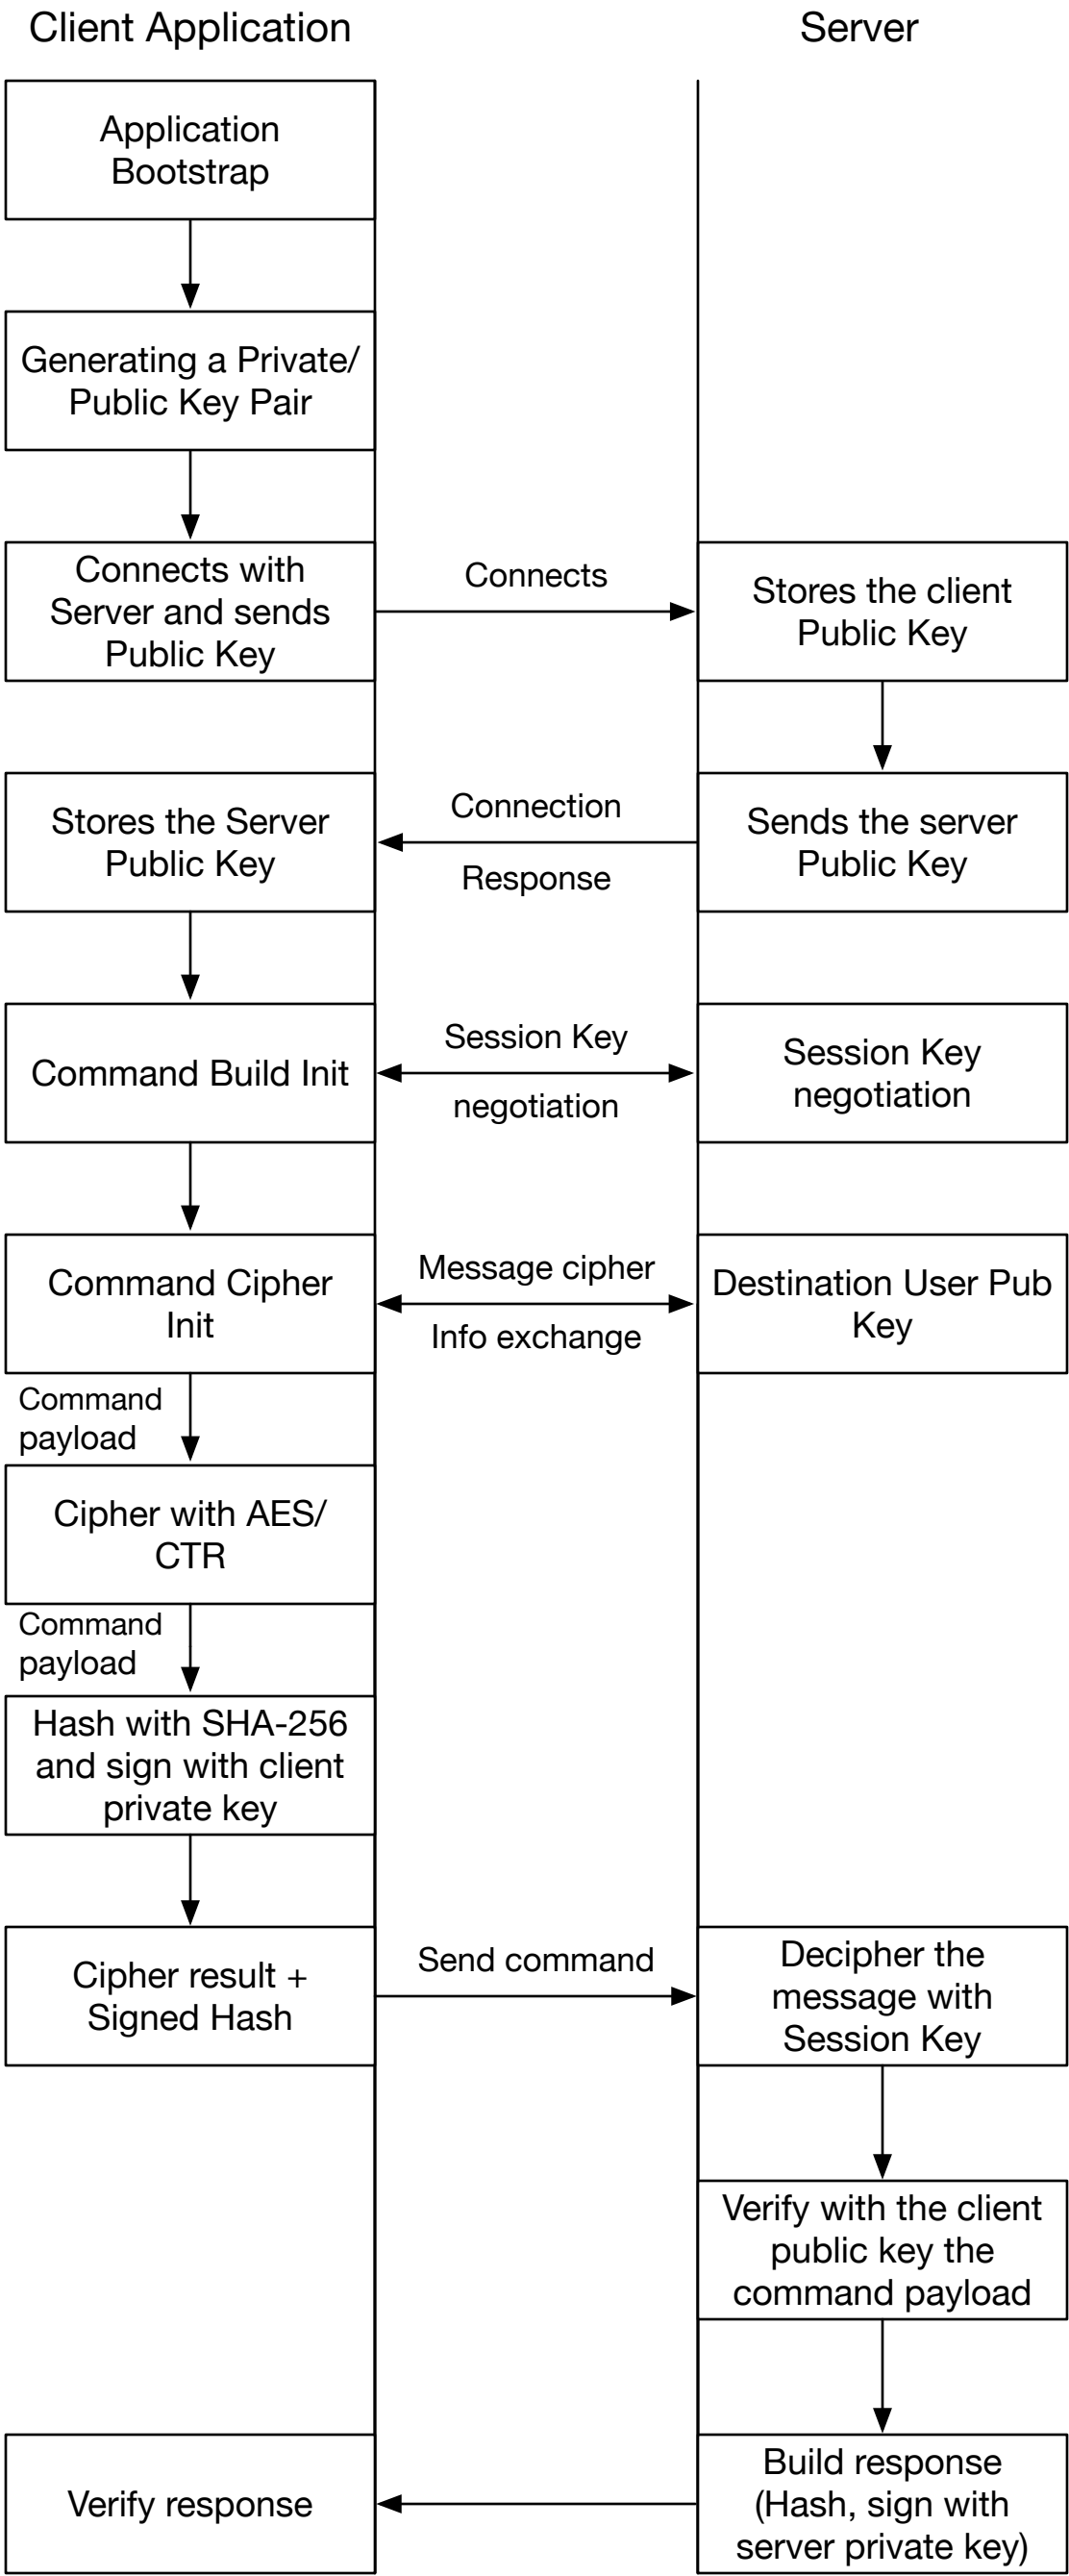 Client Application
Server
Application
Bootstrap
Generating a Private/
Public Key Pair
Connects with
Server and sends
Public Key
Connects
Stores the client
Public Key
Stores the Server
Public Key
Connection
Response
Sends the server
Public Key
Command Build Init
Session Key
negotiation
Session Key
negotiation
Command Cipher
Init
Message cipher
Info exchange
Destination User Pub
Key
Command
payload
Cipher with AES/
CTR
Command
payload
Hash with SHA-256
and sign with client
private key
Cipher result +
Signed Hash
Send command
Decipher the
message with
Session Key
Verify with the client
public key the
command payload
Verify response
Build response
(Hash, sign with
server private key)